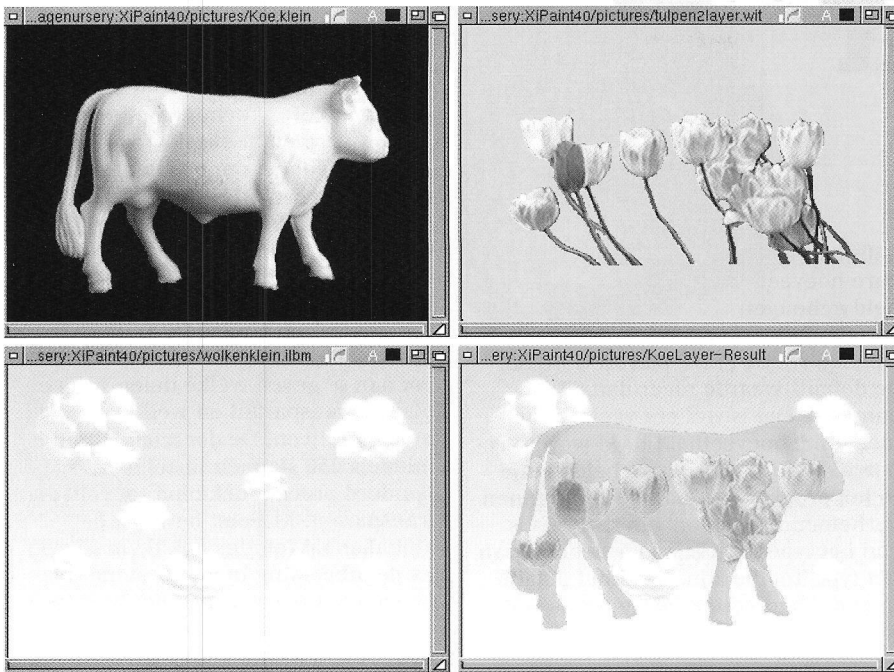 ...agenursery:XiPaint40/pictures/Koe.klein A
...sery:XiPaint40/pictures/tulpen2layer.wit A
...sery:XiPaint40/pictures/wolkenklein.ilbm A
...ery:XiPaint40/pictures/KoeLayer-Result A